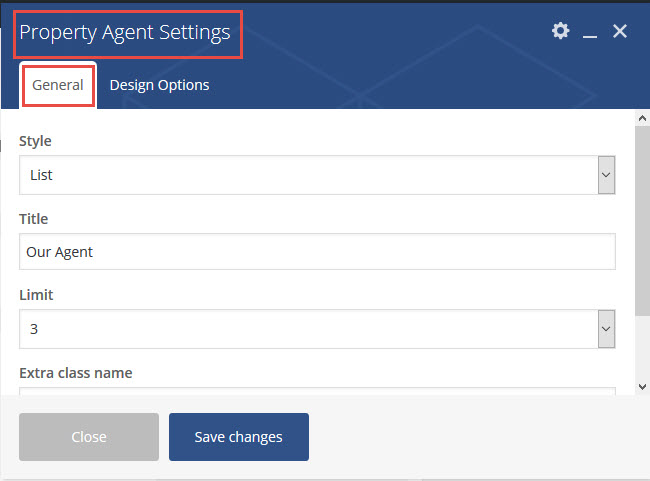 Property Agent Settings
General
Design Options
Style
List
Title
Our Agent
Limit
3
Extra class name
Close
Save changes